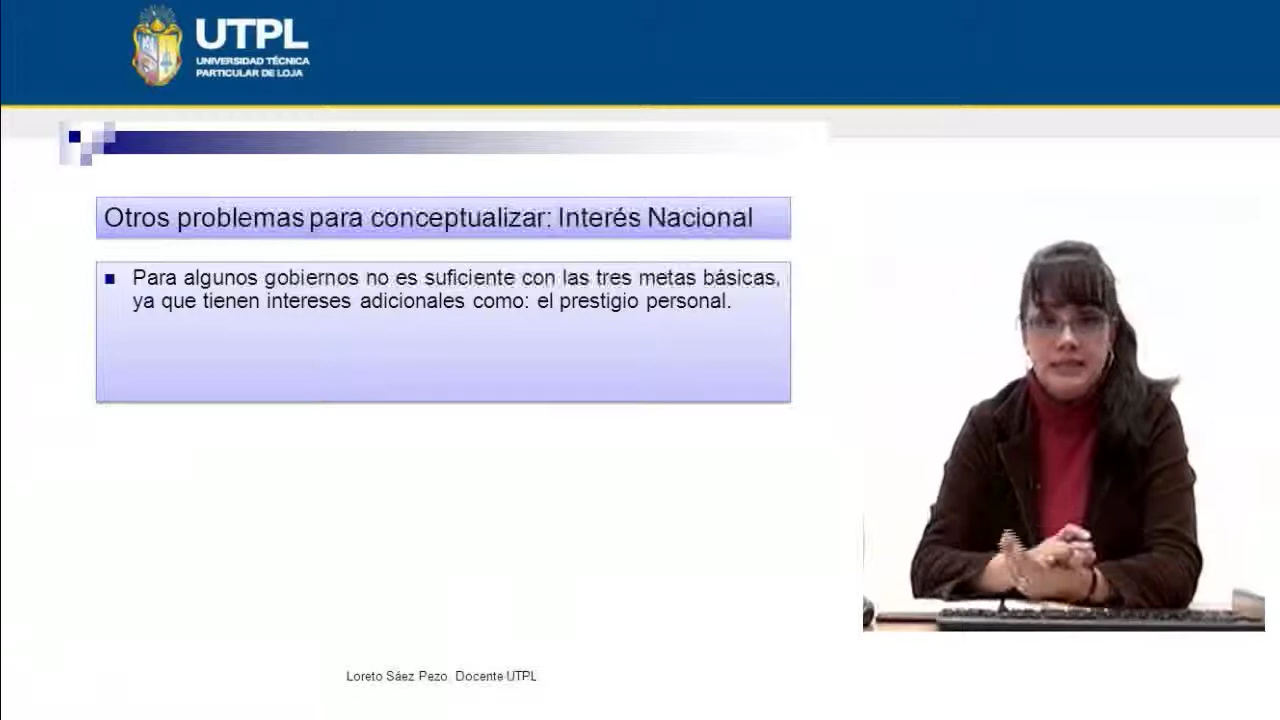 UTPL
UNIVERSIDAD TÉCNICA
PARTICULAR DE LOJA
Otros problemas para conceptualizar: Interés Nacional
Para algunos gobiernos no es suficiente con las tres metas básicas,
ya que tienen intereses adicionales como: el prestigio personal.
Loreto Sáez Pezo. Docente UTPL